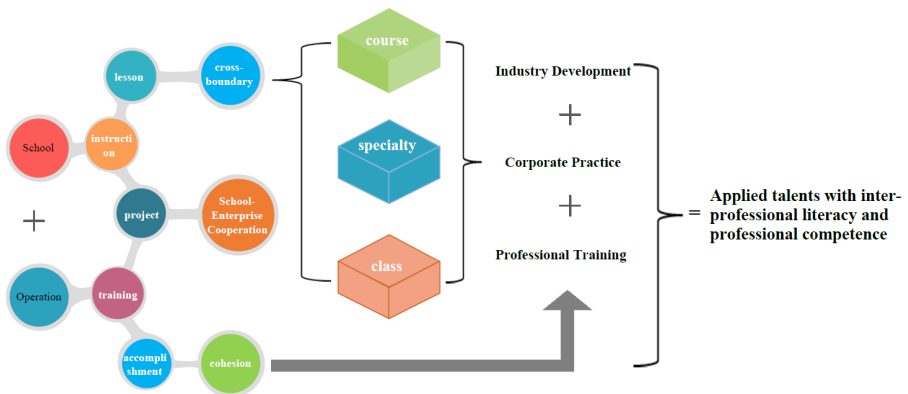 School
+
Operation
lesson
instructi
on
project
training
accompli
shment
cross-
boundary
School-
Enterprise
Cooperation
cohesion
course
specialty
class
Industry Development
+
Corporate Practice
+
Professional Training
= Applied talents with inter-
professional literacy and
professional competence